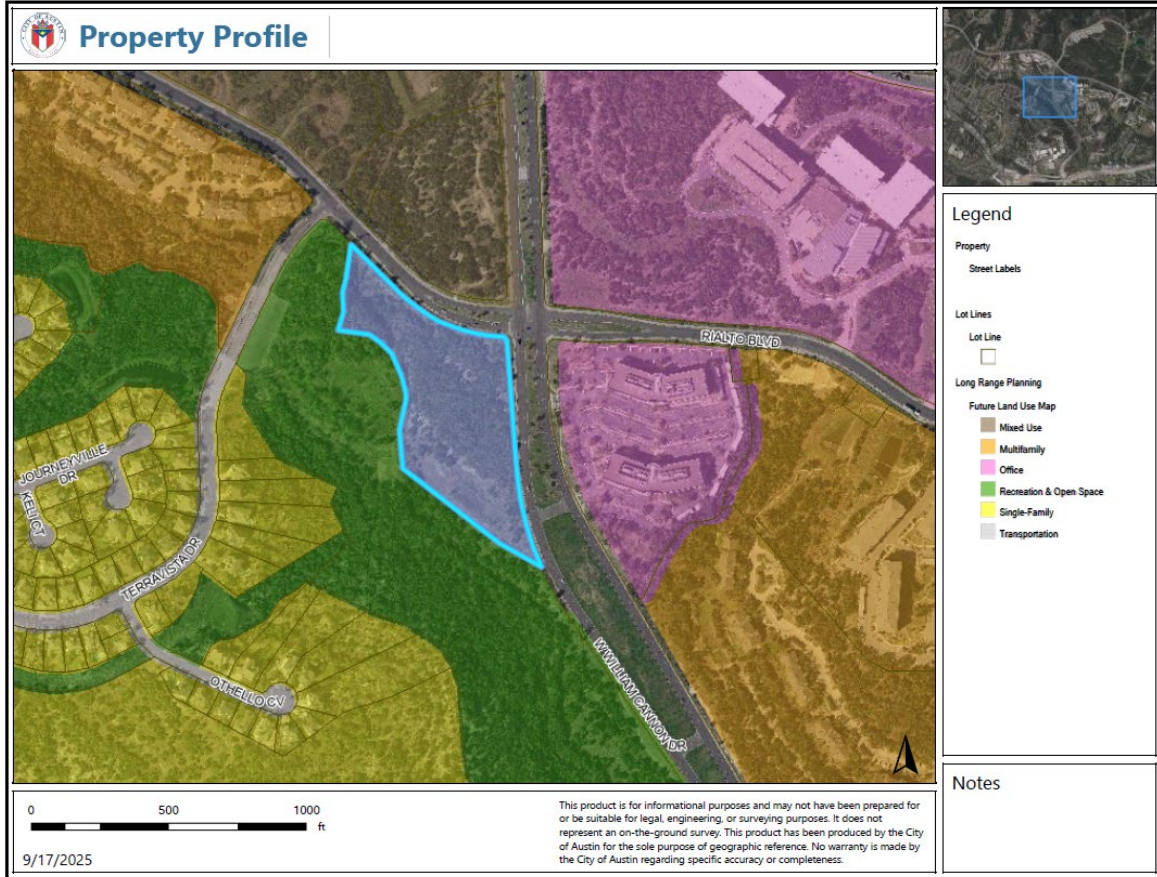 Property Profile
RIALTO BLVD
JOURNEYVILLE
DR
KELI CT
TERRAVISTA DR
OTHELLO CV
W WILLIAM CANNON DR
Legend
Property
Street Labels
Lot Lines
Lot Line
Long Range Planning
Future Land Use Map
Mixed Use
Multifamily
Office
Recreation & Open Space
Single-Family
Transportation
Notes
0 500 1000
ft
9/17/2025
This product is for informational purposes and may not have been prepared for
or be suitable for legal, engineering, or surveying purposes. It does not
represent an on-the-ground survey. This product has been produced by the City
of Austin for the sole purpose of geographic reference. No warranty is made by
the City of Austin regarding specific accuracy or completeness.